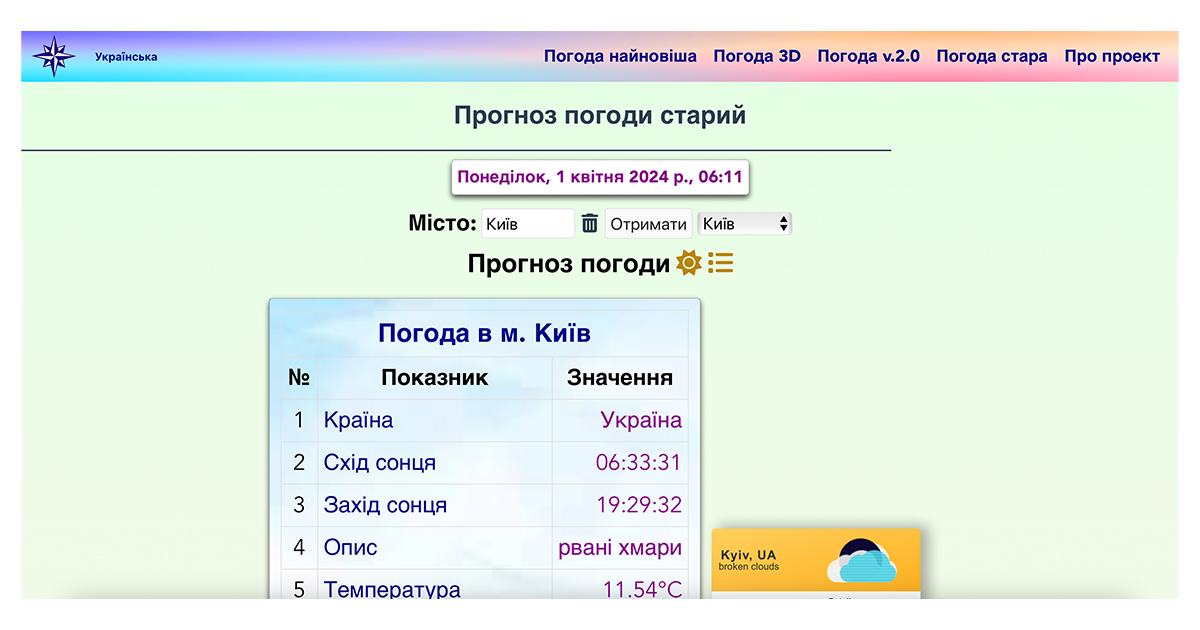 Українська
Погода найновіша Погода 3D Погода v.2.0 Погода стара Про проект
Прогноз погоди старий
Понеділок, 1 квітня 2024 р., 06:11
Місто: Київ Отримати Київ
Прогноз погоди
Погода в м. Київ
№ Показник Значення
1 Країна Україна
2 Схід сонця 06:33:31
3 Захід сонця 19:29:32
4 Опис рвані хмари
5 Температура 11.54°C
Kyiv, UA
broken clouds